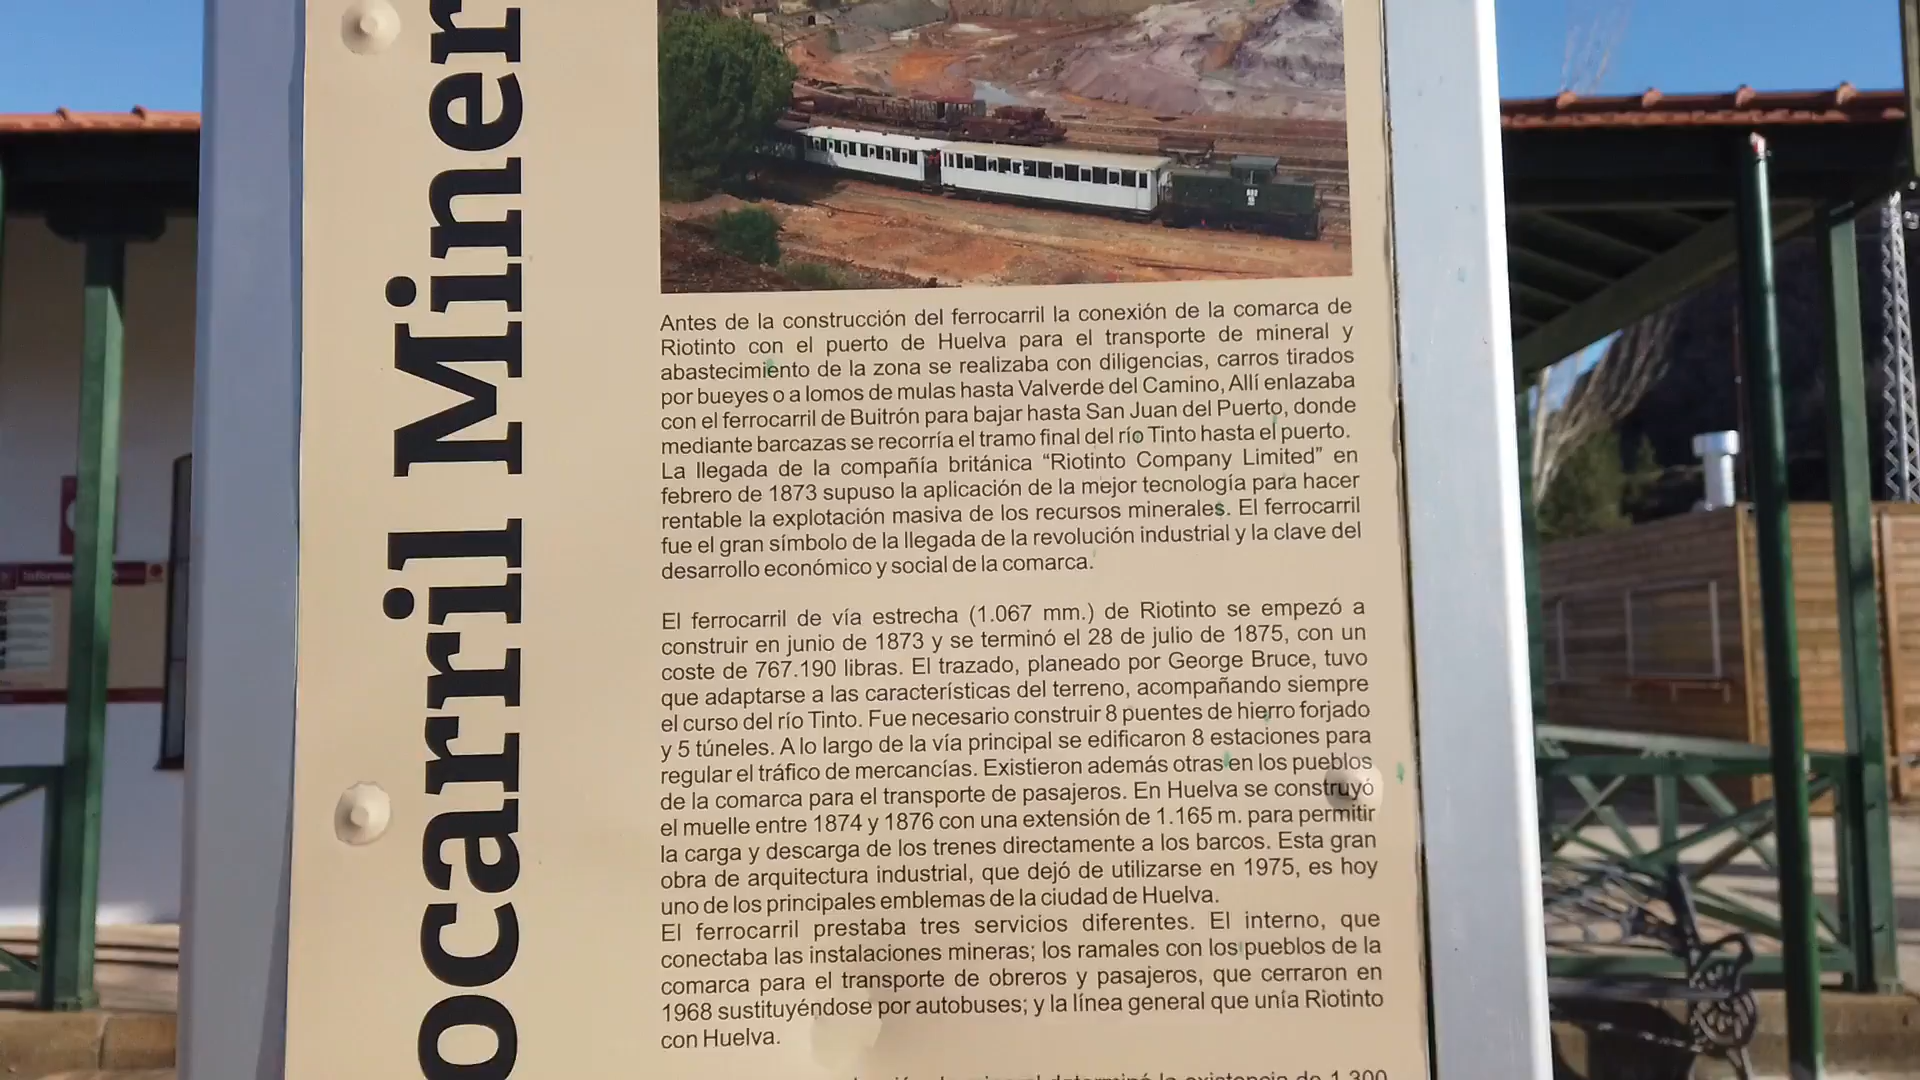 ocarril Miner
Antes de la construcción del ferrocarril la conexión de la comarca de
Riotinto con el puerto de Huelva para el transporte de mineral y
abastecimiento de la zona se realizaba con diligencias, carros tirados
por bueyes o a lomos de mulas hasta Valverde del Camino, Allí enlazaba
con el ferrocarril de Buitrón para bajar hasta San Juan del Puerto, donde
mediante barcazas se recorría el tramo final del río Tinto hasta el puerto.
La llegada de la compañía británica “Riotinto Company Limited” en
febrero de 1873 supuso la aplicación de la mejor tecnología para hacer
rentable la explotación masiva de los recursos minerales. El ferrocarril
fue el gran símbolo de la llegada de la revolución industrial y la clave del
desarrollo económico y social de la comarca.
El ferrocarril de vía estrecha (1.067 mm.) de Riotinto se empezó a
construir en junio de 1873 y se terminó el 28 de julio de 1875, con un
coste de 767.190 libras. El trazado, planeado por George Bruce, tuvo
que adaptarse a las características del terreno, acompañando siempre
el curso del río Tinto. Fue necesario construir 8 puentes de hierro forjado
y 5 túneles. A lo largo de la vía principal se edificaron 8 estaciones para
regular el tráfico de mercancías. Existieron además otras en los pueblos
de la comarca para el transporte de pasajeros. En Huelva se construyó
el muelle entre 1874 y 1876 con una extensión de 1.165 m. para permitir
la carga y descarga de los trenes directamente a los barcos. Esta gran
obra de arquitectura industrial, que dejó de utilizarse en 1975, es hoy
uno de los principales emblemas de la ciudad de Huelva.
El ferrocarril prestaba tres servicios diferentes. El interno, que
conectaba las instalaciones mineras; los ramales con los pueblos de la
comarca para el transporte de obreros y pasajeros, que cerraron en
1968 sustituyéndose por autobuses; y la línea general que unía Riotinto
con Huelva.
mineral determinó la existencia de 1.300